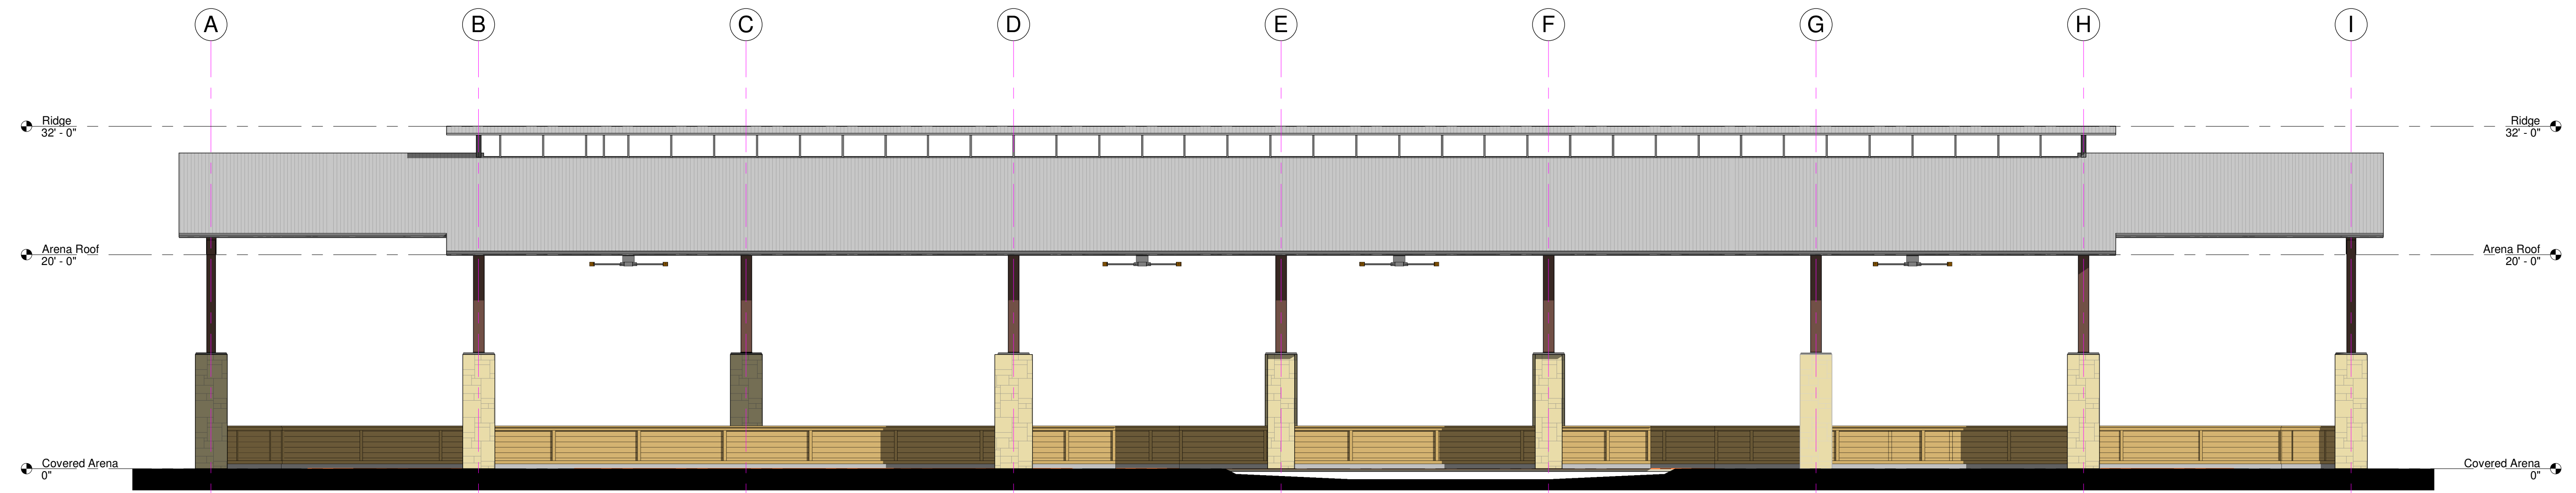 A B C D E F G H I
Ridge Ridge
32' - 0" 32' - 0"
Arena Roof Arena Roof
20' - 0" 20' - 0"
Covered Arena Covered Arena
0" 0"